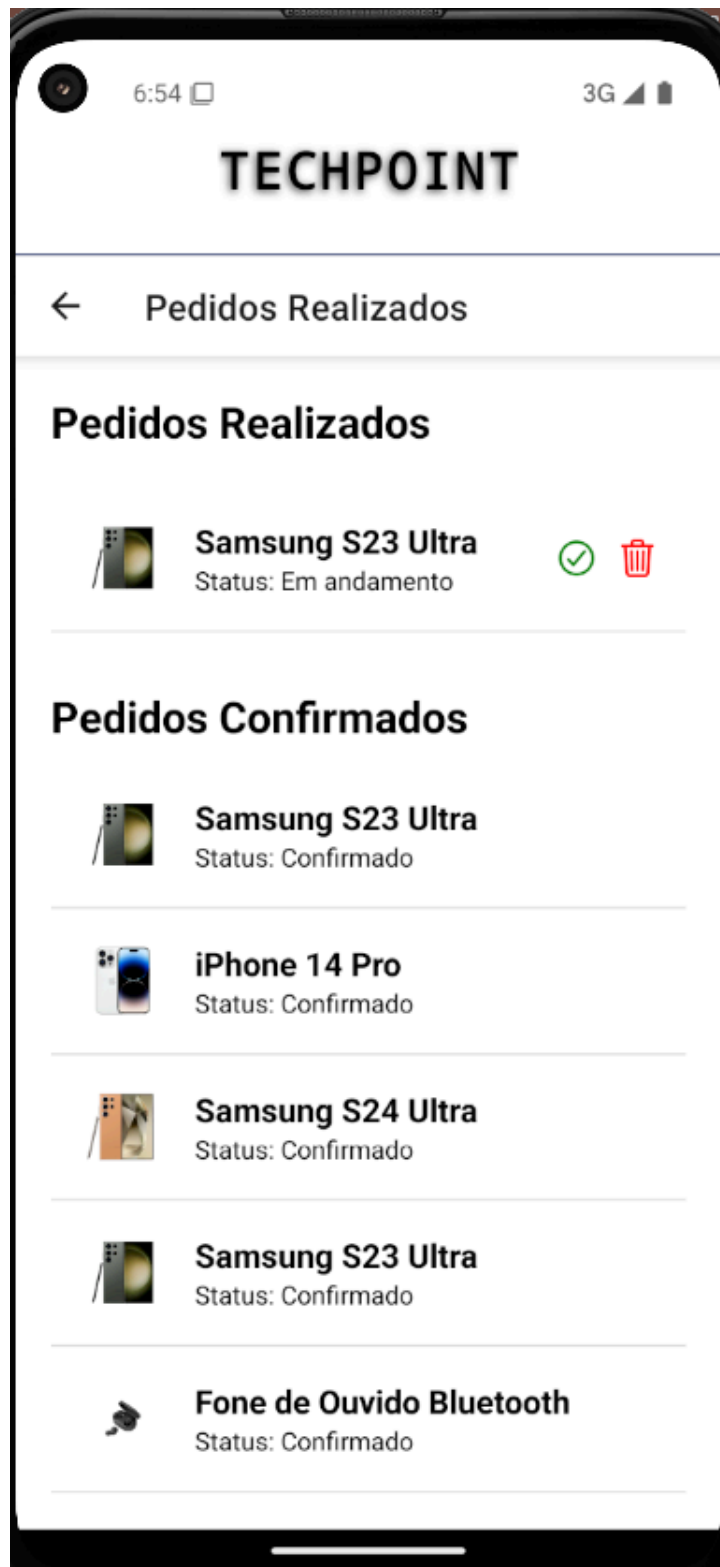 6:54
3G
TECHPOINT
Pedidos Realizados
Pedidos Realizados
Samsung S23 Ultra
Status: Em andamento
Pedidos Confirmados
Samsung S23 Ultra
Status: Confirmado
iPhone 14 Pro
Status: Confirmado
Samsung S24 Ultra
Status: Confirmado
Samsung S23 Ultra
Status: Confirmado
Fone de Ouvido Bluetooth
Status: Confirmado